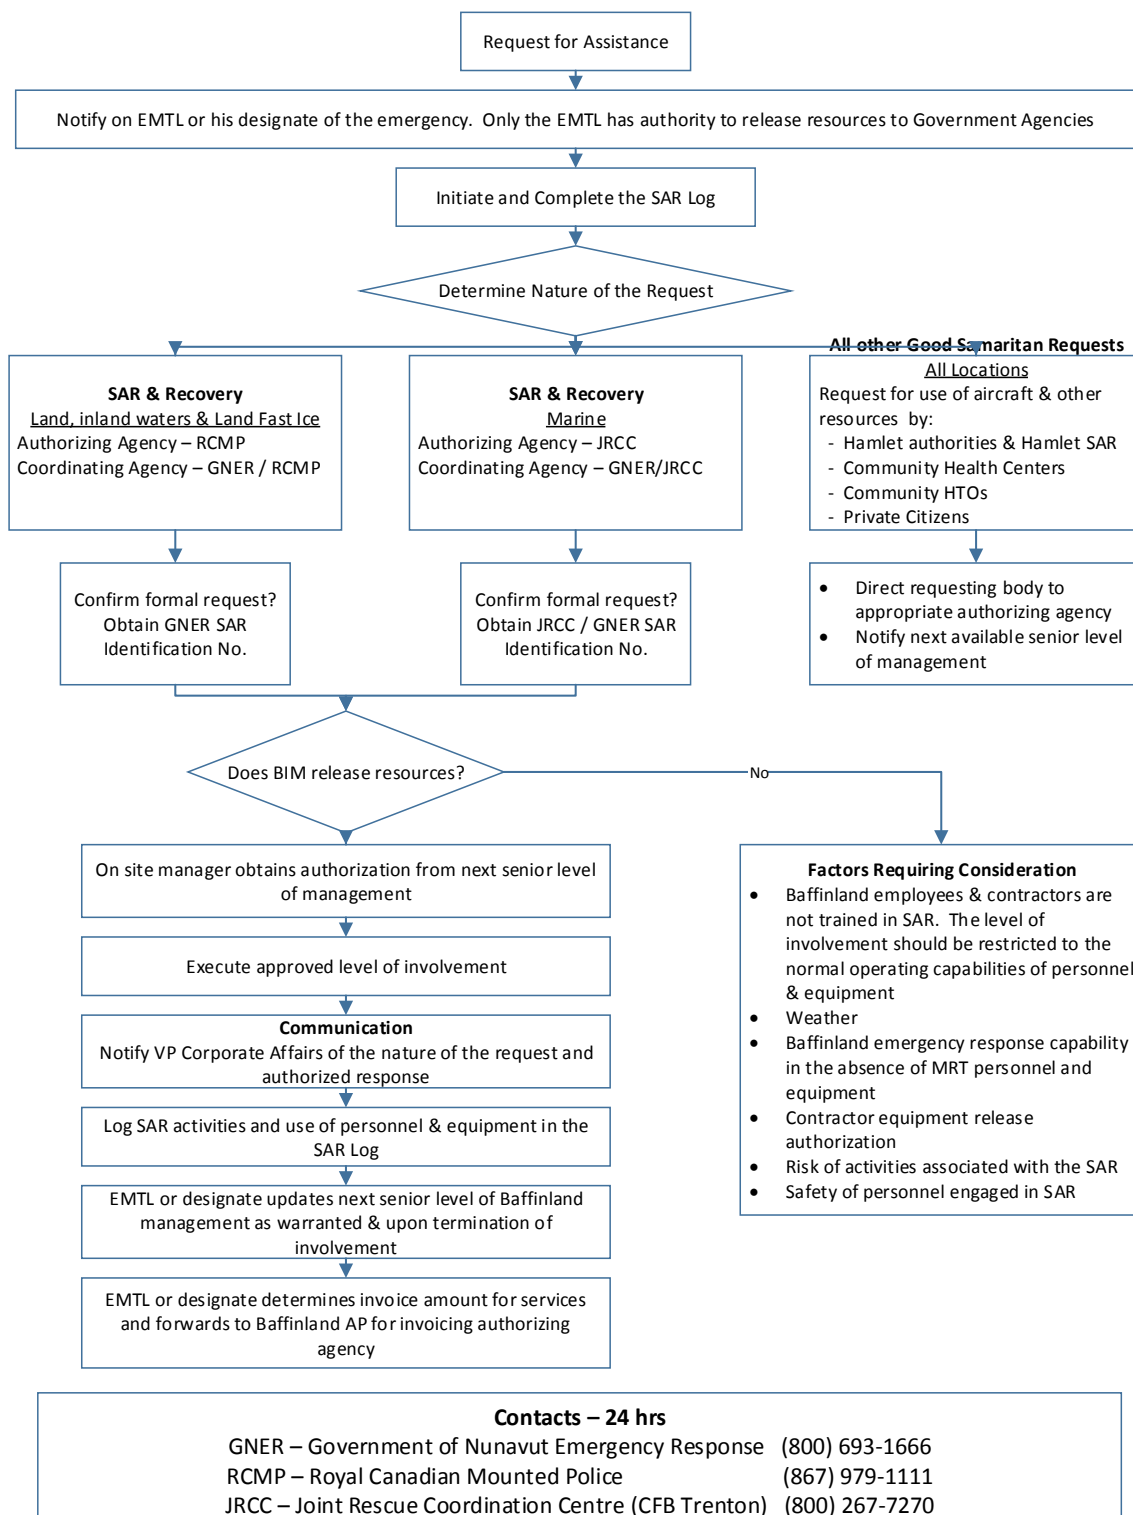 Request for Assistance
Notify on EMTL or his designate of the emergency.  Only the EMTL has authority to release resources to Government Agencies
Initiate and Complete the SAR Log
Determine Nature of the Request
SAR & Recovery
Land, inland waters & Land Fast Ice
Authorizing Agency – RCMP
Coordinating Agency – GNER / RCMP
SAR & Recovery
Marine
Authorizing Agency – JRCC
Coordinating Agency – GNER/JRCC
All other Good Samaritan Requests
All Locations
Request for use of aircraft & other
resources  by:
- Hamlet authorities & Hamlet SAR
- Community Health Centers
- Community HTOs
- Private Citizens
Confirm formal request?
Obtain GNER SAR
Identification No.
Confirm formal request?
Obtain JRCC / GNER SAR
Identification No.
• Direct requesting body to
appropriate authorizing agency
• Notify next available senior level
of management
Does BIM release resources?
No
On site manager obtains authorization from next senior level
of management
Execute approved level of involvement
Communication
Notify VP Corporate Affairs of the nature of the request and
authorized response
Log SAR activities and use of personnel & equipment in the
SAR Log
EMTL or designate updates next senior level of Baffinland
management as warranted & upon termination of
involvement
EMTL or designate determines invoice amount for services
and forwards to Baffinland AP for invoicing authorizing
agency
Factors Requiring Consideration
• Baffinland employees & contractors are
not trained in SAR.  The level of
involvement should be restricted to the
normal operating capabilities of personnel
& equipment
• Weather
• Baffinland emergency response capability
in the absence of MRT personnel and
equipment
• Contractor equipment release
authorization
• Risk of activities associated with the SAR
• Safety of personnel engaged in SAR
Contacts – 24 hrs
GNER – Government of Nunavut Emergency Response (800) 693-1666
RCMP – Royal Canadian Mounted Police (867) 979-1111
JRCC – Joint Rescue Coordination Centre (CFB Trenton) (800) 267-7270